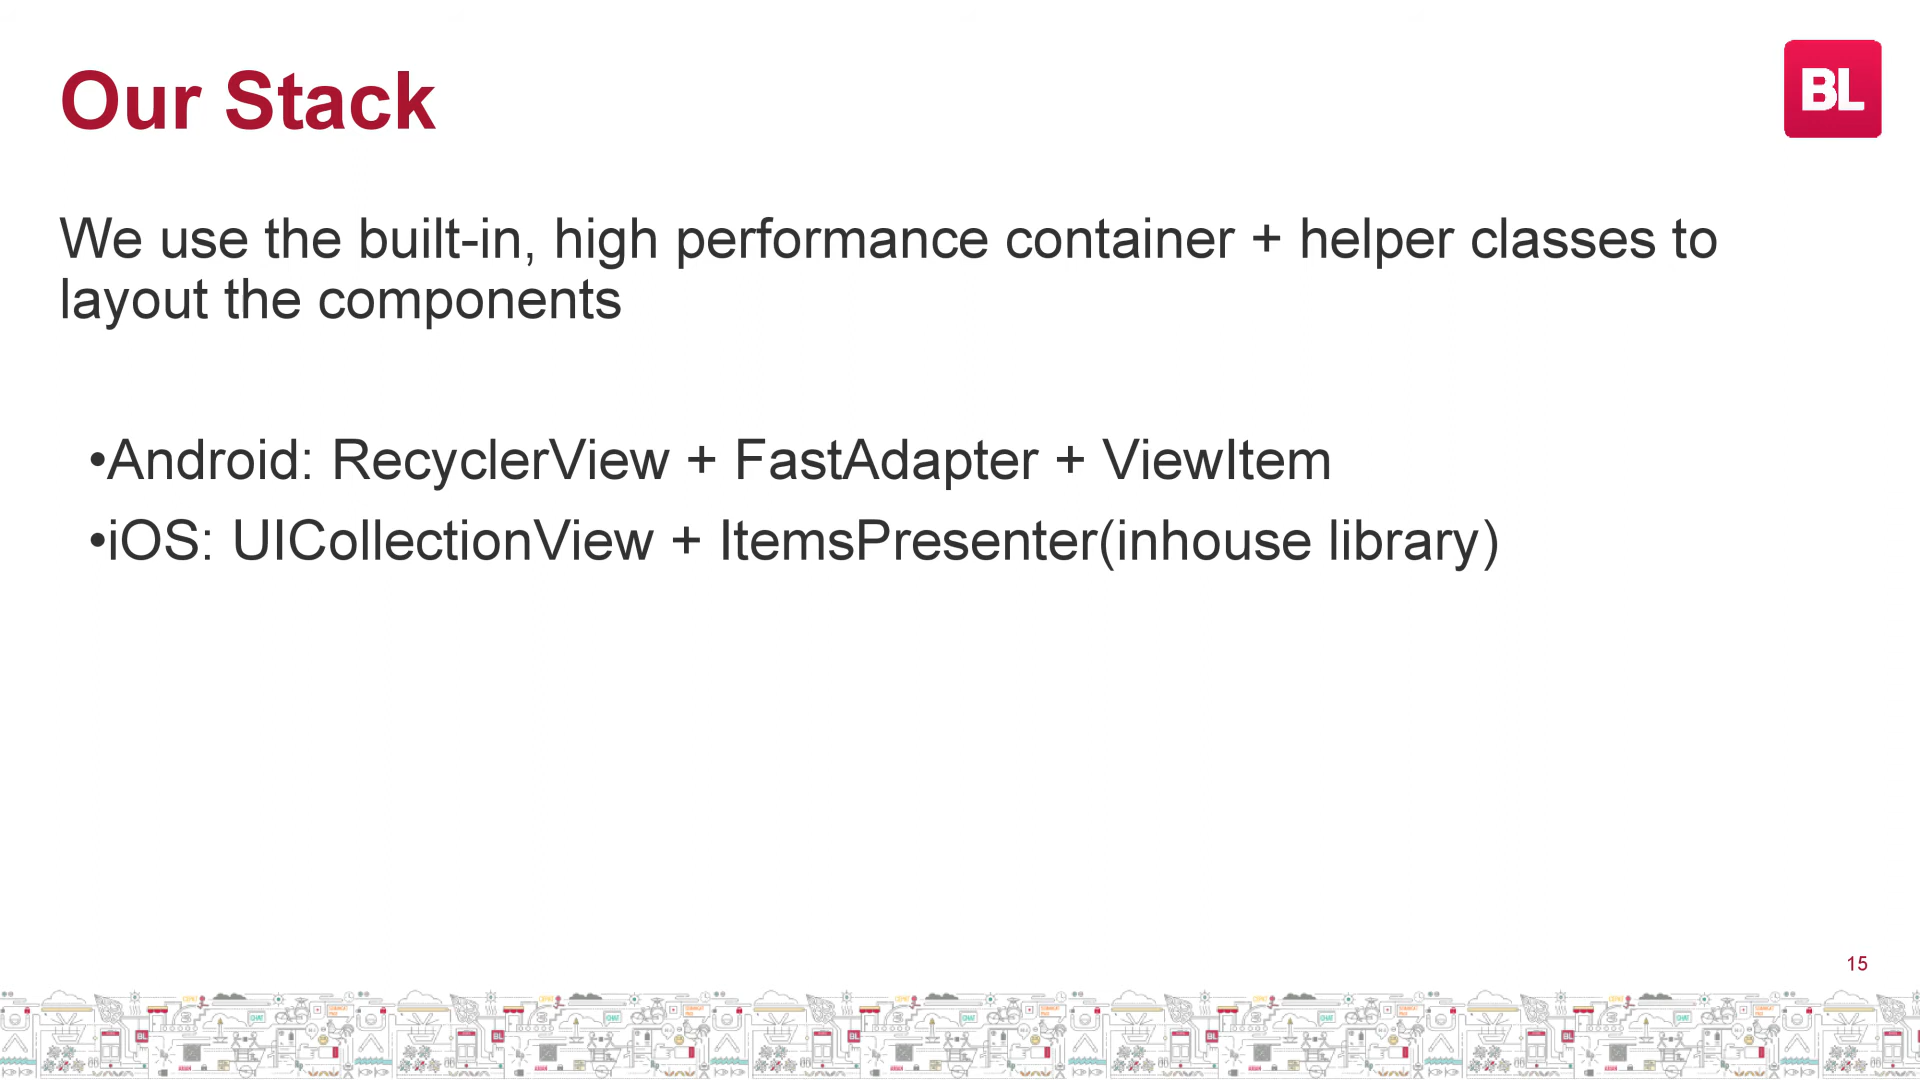 Our Stack
BL
We use the built-in, high performance container + helper classes to
layout the components
•Android: RecyclerView + FastAdapter + ViewItem
•iOS: UICollectionView + ItemsPresenter(inhouse library)
15